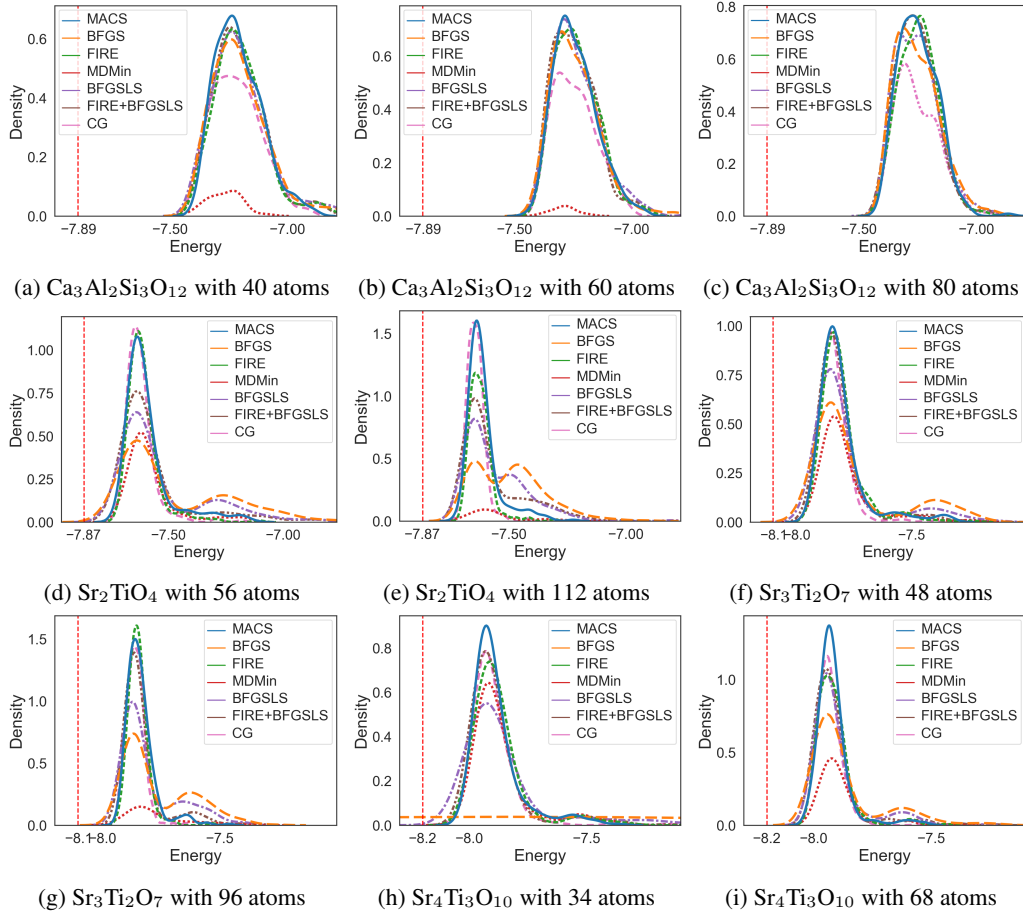 MACS
BFGS
FIRE
MDMin
BFGSLS
FIRE+BFGSLS
CG
Density
0.6
0.4
0.2
0.0
−7.89 −7.50 −7.00
Energy
(a) Ca₃Al₂Si₃O₁₂ with 40 atoms
MACS
BFGS
FIRE
MDMin
BFGSLS
FIRE+BFGSLS
CG
Density
0.6
0.4
0.2
0.0
−7.89 −7.50 −7.00
Energy
(b) Ca₃Al₂Si₃O₁₂ with 60 atoms
MACS
BFGS
FIRE
MDMin
BFGSLS
FIRE+BFGSLS
CG
Density
0.8
0.6
0.4
0.2
0.0
−7.89 −7.50 −7.00
Energy
(c) Ca₃Al₂Si₃O₁₂ with 80 atoms
MACS
BFGS
FIRE
MDMin
BFGSLS
FIRE+BFGSLS
CG
Density
1.00
0.75
0.50
0.25
0.00
−7.87 −7.50 −7.00
Energy
(d) Sr₂TiO₄ with 56 atoms
MACS
BFGS
FIRE
MDMin
BFGSLS
FIRE+BFGSLS
CG
Density
1.5
1.0
0.5
0.0
−7.87 −7.50 −7.00
Energy
(e) Sr₂TiO₄ with 112 atoms
MACS
BFGS
FIRE
MDMin
BFGSLS
FIRE+BFGSLS
CG
Density
1.00
0.75
0.50
0.25
0.00
−8.1 −8.0 −7.5
Energy
(f) Sr₃Ti₂O₇ with 48 atoms
MACS
BFGS
FIRE
MDMin
BFGSLS
FIRE+BFGSLS
CG
Density
1.5
1.0
0.5
0.0
−8.1 −8.0 −7.5
Energy
(g) Sr₃Ti₂O₇ with 96 atoms
MACS
BFGS
FIRE
MDMin
BFGSLS
FIRE+BFGSLS
CG
Density
0.8
0.6
0.4
0.2
0.0
−8.2 −8.0 −7.5
Energy
(h) Sr₄Ti₃O₁₀ with 34 atoms
MACS
BFGS
FIRE
MDMin
BFGSLS
FIRE+BFGSLS
CG
Density
1.0
0.5
0.0
−8.2 −8.0 −7.5
Energy
(i) Sr₄Ti₃O₁₀ with 68 atoms